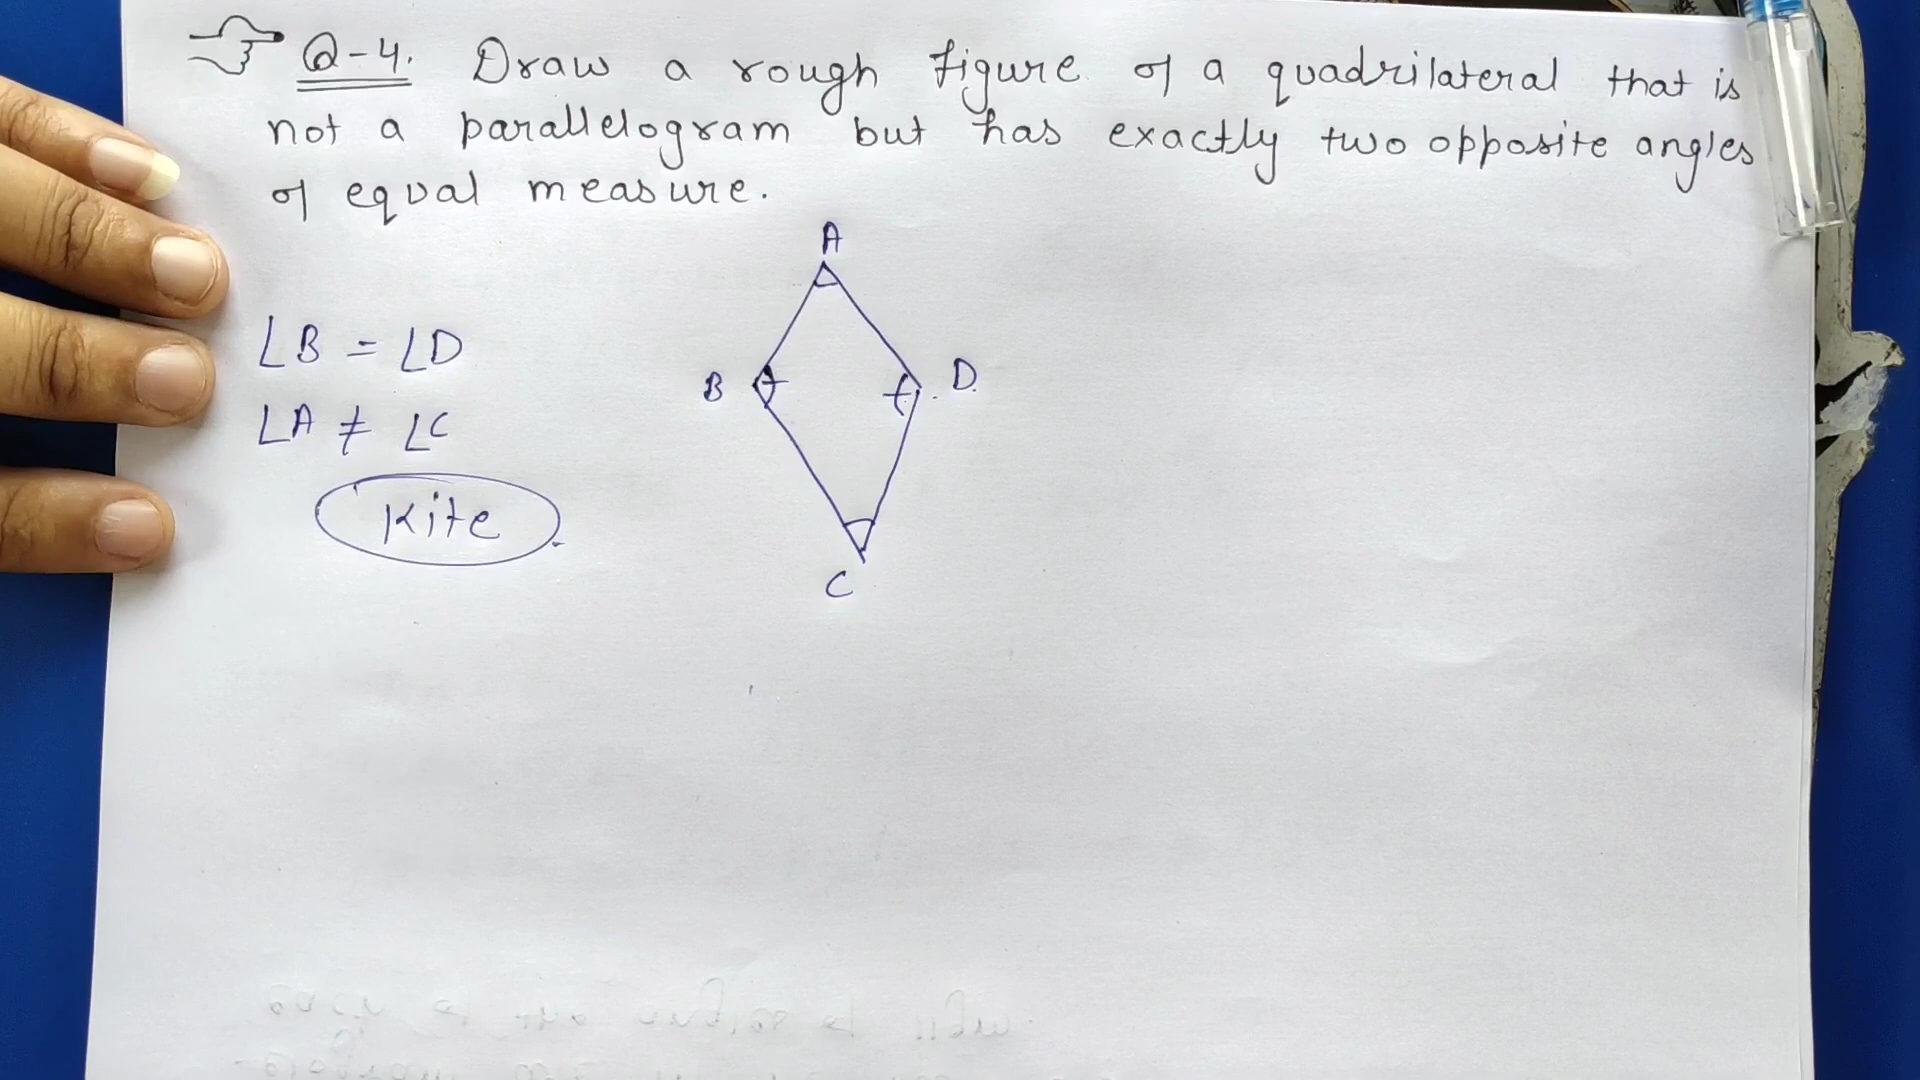 Q-4. Draw a rough figure of a quadrilateral that is
not a parallelogram but has exactly two opposite angles
of equal measure.
A
∠B = ∠D
B
D.
∠A ≠ ∠C
Kite.
C